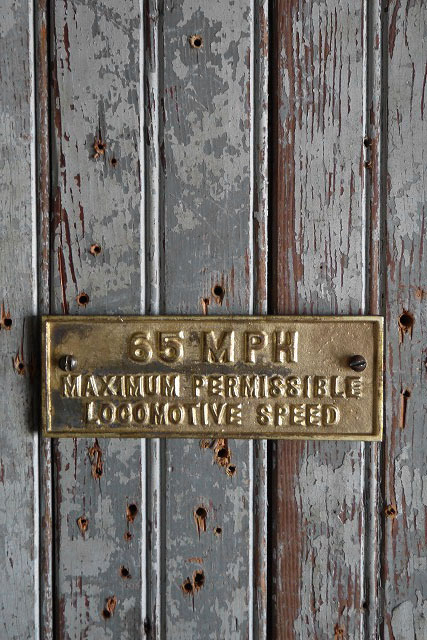 65 MPH
MAXIMUM PERMISSIBLE
LOCOMOTIVE SPEED